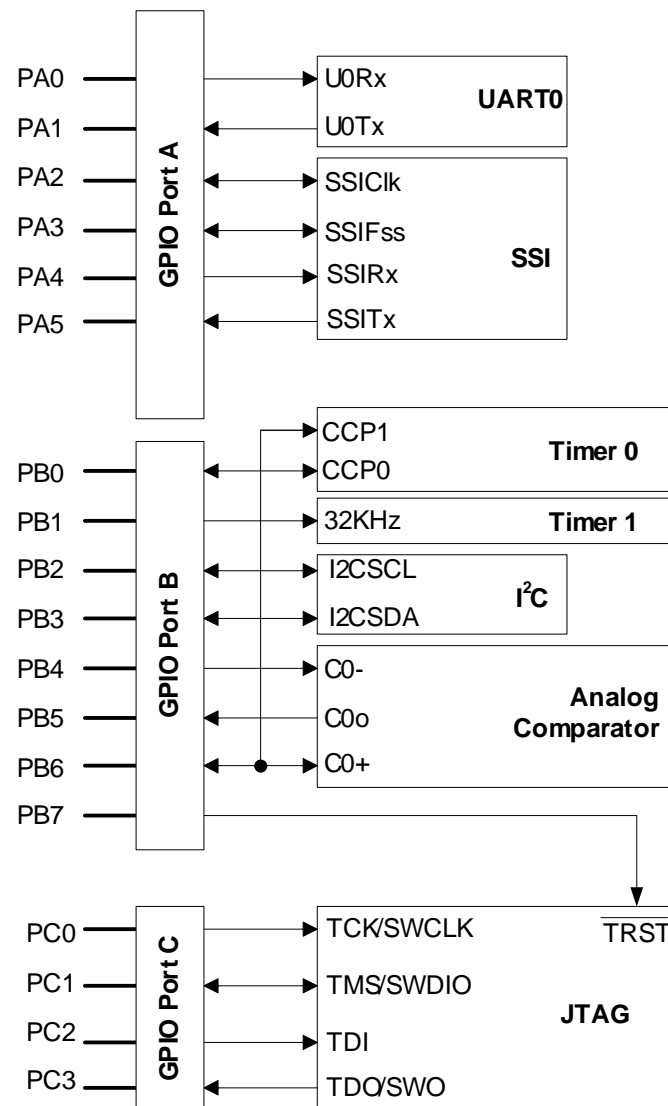 PA0
PA1
PA2
PA3
PA4
PA5
GPIO Port A
U0Rx
U0Tx
UART0
SSIClk
SSIFss
SSIRx
SSITx
SSI
PB0
PB1
PB2
PB3
PB4
PB5
PB6
PB7
GPIO Port B
CCP1
CCP0
Timer 0
32KHz
Timer 1
I2CSCL
I2CSDA
I²C
C0-
C0o
C0+
Analog
Comparator
PC0
PC1
PC2
PC3
GPIO Port C
TCK/SWCLK
TMS/SWDIO
TDI
TDO/SWO
TRST
JTAG